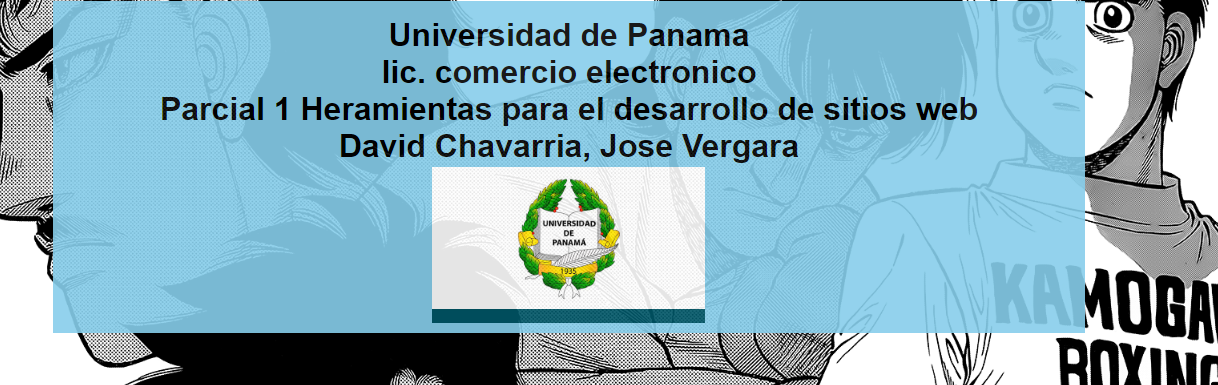 Universidad de Panama
lic. comercio electronico
Parcial 1 Heramientas para el desarrollo de sitios web
David Chavarria, Jose Vergara
UNIVERSIDAD
DE
PANAMÁ
1935
KAMOGAW
BOXING